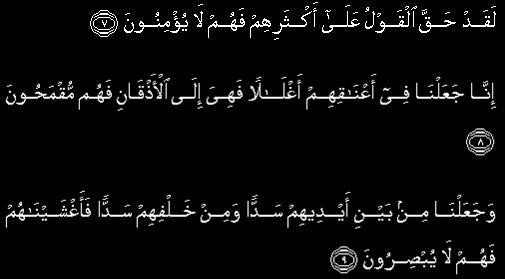 لَقَدْ حَقَّ ٱلْقَوْلُ عَلَىٰٓ أَكْثَرِهِمْ فَهُمْ لَا يُؤْمِنُونَ ٧
إِنَّا جَعَلْنَا فِىٓ أَعْنَـٰقِهِمْ أَغْلَـٰلًا فَهِىَ إِلَى ٱلْأَذْقَانِ فَهُم مُّقْمَحُونَ
٨
وَجَعَلْنَا مِنۢ بَيْنِ أَيْدِيهِمْ سَدًّا وَمِنْ خَلْفِهِمْ سَدًّا فَأَغْشَيْنَـٰهُمْ
فَهُمْ لَا يُبْصِرُونَ ٩